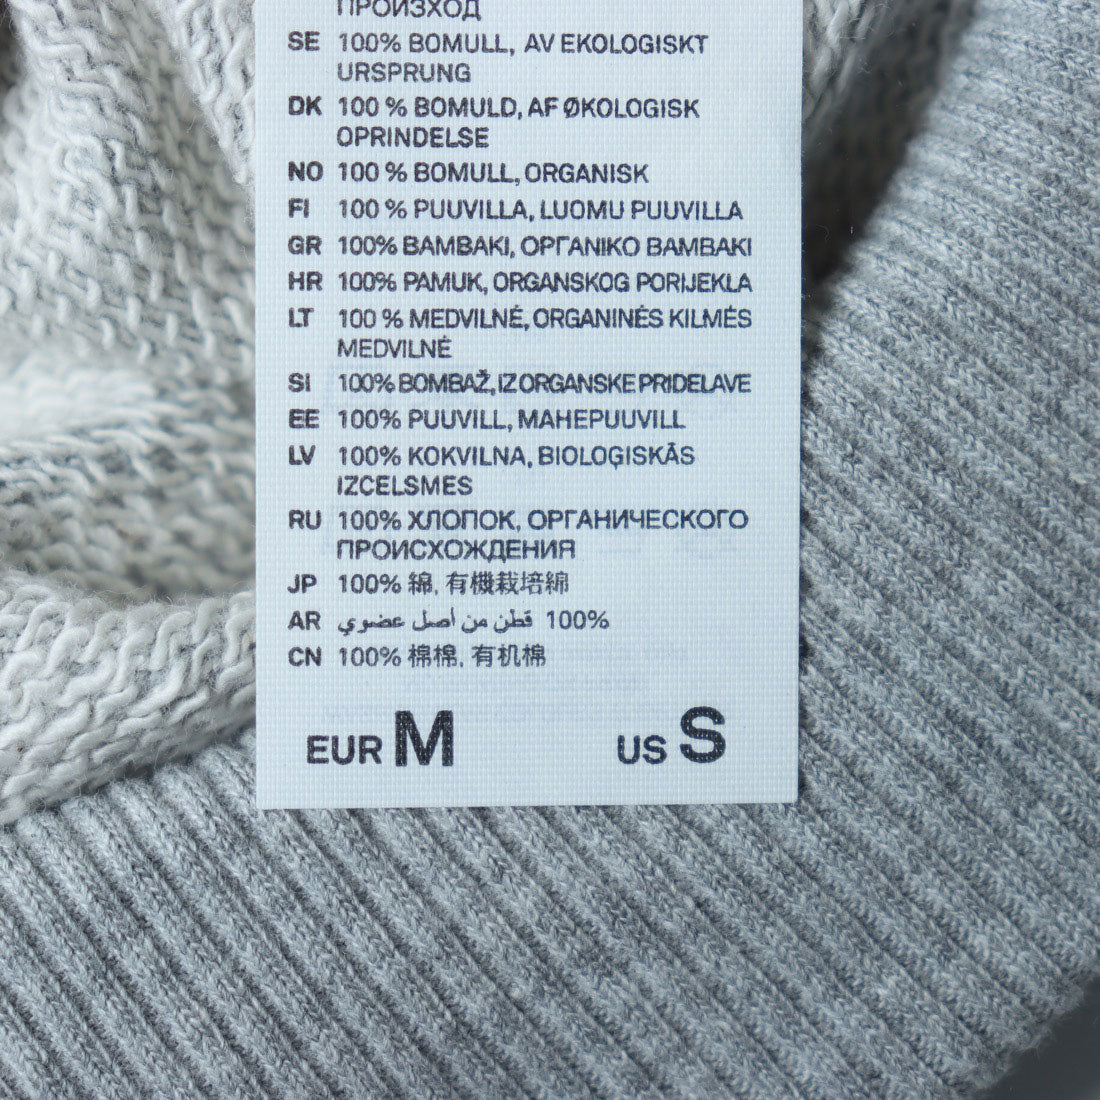 ПРОИЗХОД
SE 100% BOMULL, AV EKOLOGISKT
URSPRUNG
DK 100 % BOMULD, AF ØKOLOGISK
OPRINDELSE
NO 100 % BOMULL, ORGANISK
FI 100 % PUUVILLA, LUOMU PUUVILLA
GR 100% ΒΑΜΒΑΚΙ, ΟΡΓΑΝΙΚΟ ΒΑΜΒΑΚΙ
HR 100% PAMUK, ORGANSKOG PORIJEKLA
LT 100 % MEDVILNĖ, ORGANINĖS KILMĖS
MEDVILNĖ
SI 100% BOMBAŽ, IZ ORGANSKE PRIDELAVE
EE 100% PUUVILL, MAHEPUUVILL
LV 100% KOKVILNA, BIOLOĢISKĀS
IZCELSMES
RU 100% ХЛОПОК, ОРГАНИЧЕСКОГО
ПРОИСХОЖДЕНИЯ
JP 100% 綿, 有機栽培綿
AR 100% قطن من أصل عضوي
CN 100% 棉棉, 有机棉
EUR M US S